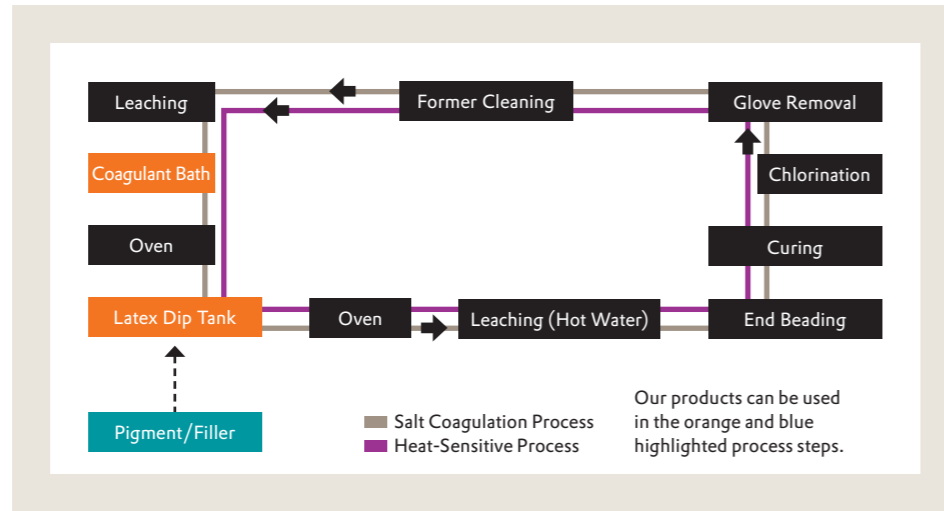 Leaching
Former Cleaning
Glove Removal
Coagulant Bath
Chlorination
Oven
Curing
Latex Dip Tank
Oven
Leaching (Hot Water)
End Beading
Pigment/Filler
Salt Coagulation Process
Heat-Sensitive Process
Our products can be used
in the orange and blue
highlighted process steps.